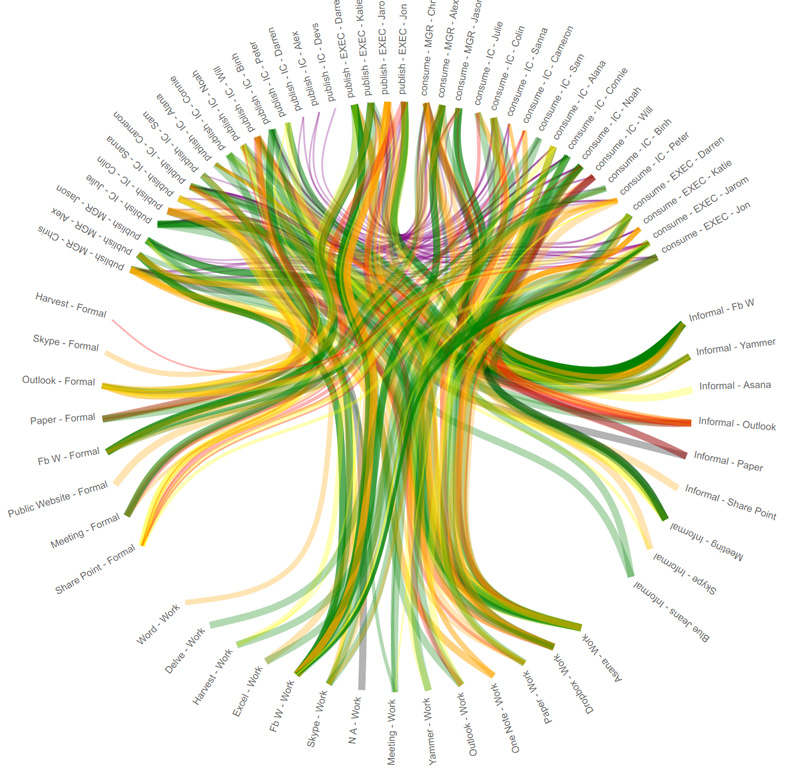 publish - MGR- Chris
publish - MGR- Alex
publish - MGR- Jason
publish - IC - Julie
publish - IC - Colin
publish - IC - Sanna
publish - IC - Cameron
publish - IC - Sam
publish - IC - Alana
publish - IC - Connie
publish - IC - Noah
publish - IC - Will
publish - IC - Binh
publish - IC - Peter
publish - IC - Darren
publish - IC - Alex
publish - IC - Devs
publish - EXEC - Darre
publish - EXEC - Katie
publish - EXEC - Jaro
publish - EXEC - Jon
consume - MGR - Chr
consume - MGR - Alex
consume - MGR - Jason
consume - IC - Julie
consume - IC - Colin
consume - IC - Sanna
consume - IC - Cameron
consume - IC - Sam
consume - IC - Alana
consume - IC - Connie
consume - IC - Noah
consume - IC - Will
consume - IC - Binh
consume - IC - Peter
consume - EXEC - Darren
consume - EXEC - Katie
consume - EXEC - Jarom
consume - EXEC - Jon
Informal - Fb W
Informal - Yammer
Informal - Asana
Informal - Outlook
Informal - Paper
Informal - Share Point
Meeting - Informal
Skype - Informal
Blue Jeans - Informal
Asana - Work
Dropbox - Work
Paper - Work
One Note - Work
Outlook - Work
Yammer - Work
Meeting - Work
N A - Work
Skype - Work
Fb W - Work
Excel - Work
Harvest - Work
Delve - Work
Word - Work
Share Point - Formal
Meeting - Formal
Public Website - Formal
Fb W - Formal
Paper - Formal
Outlook - Formal
Skype - Formal
Harvest - Formal